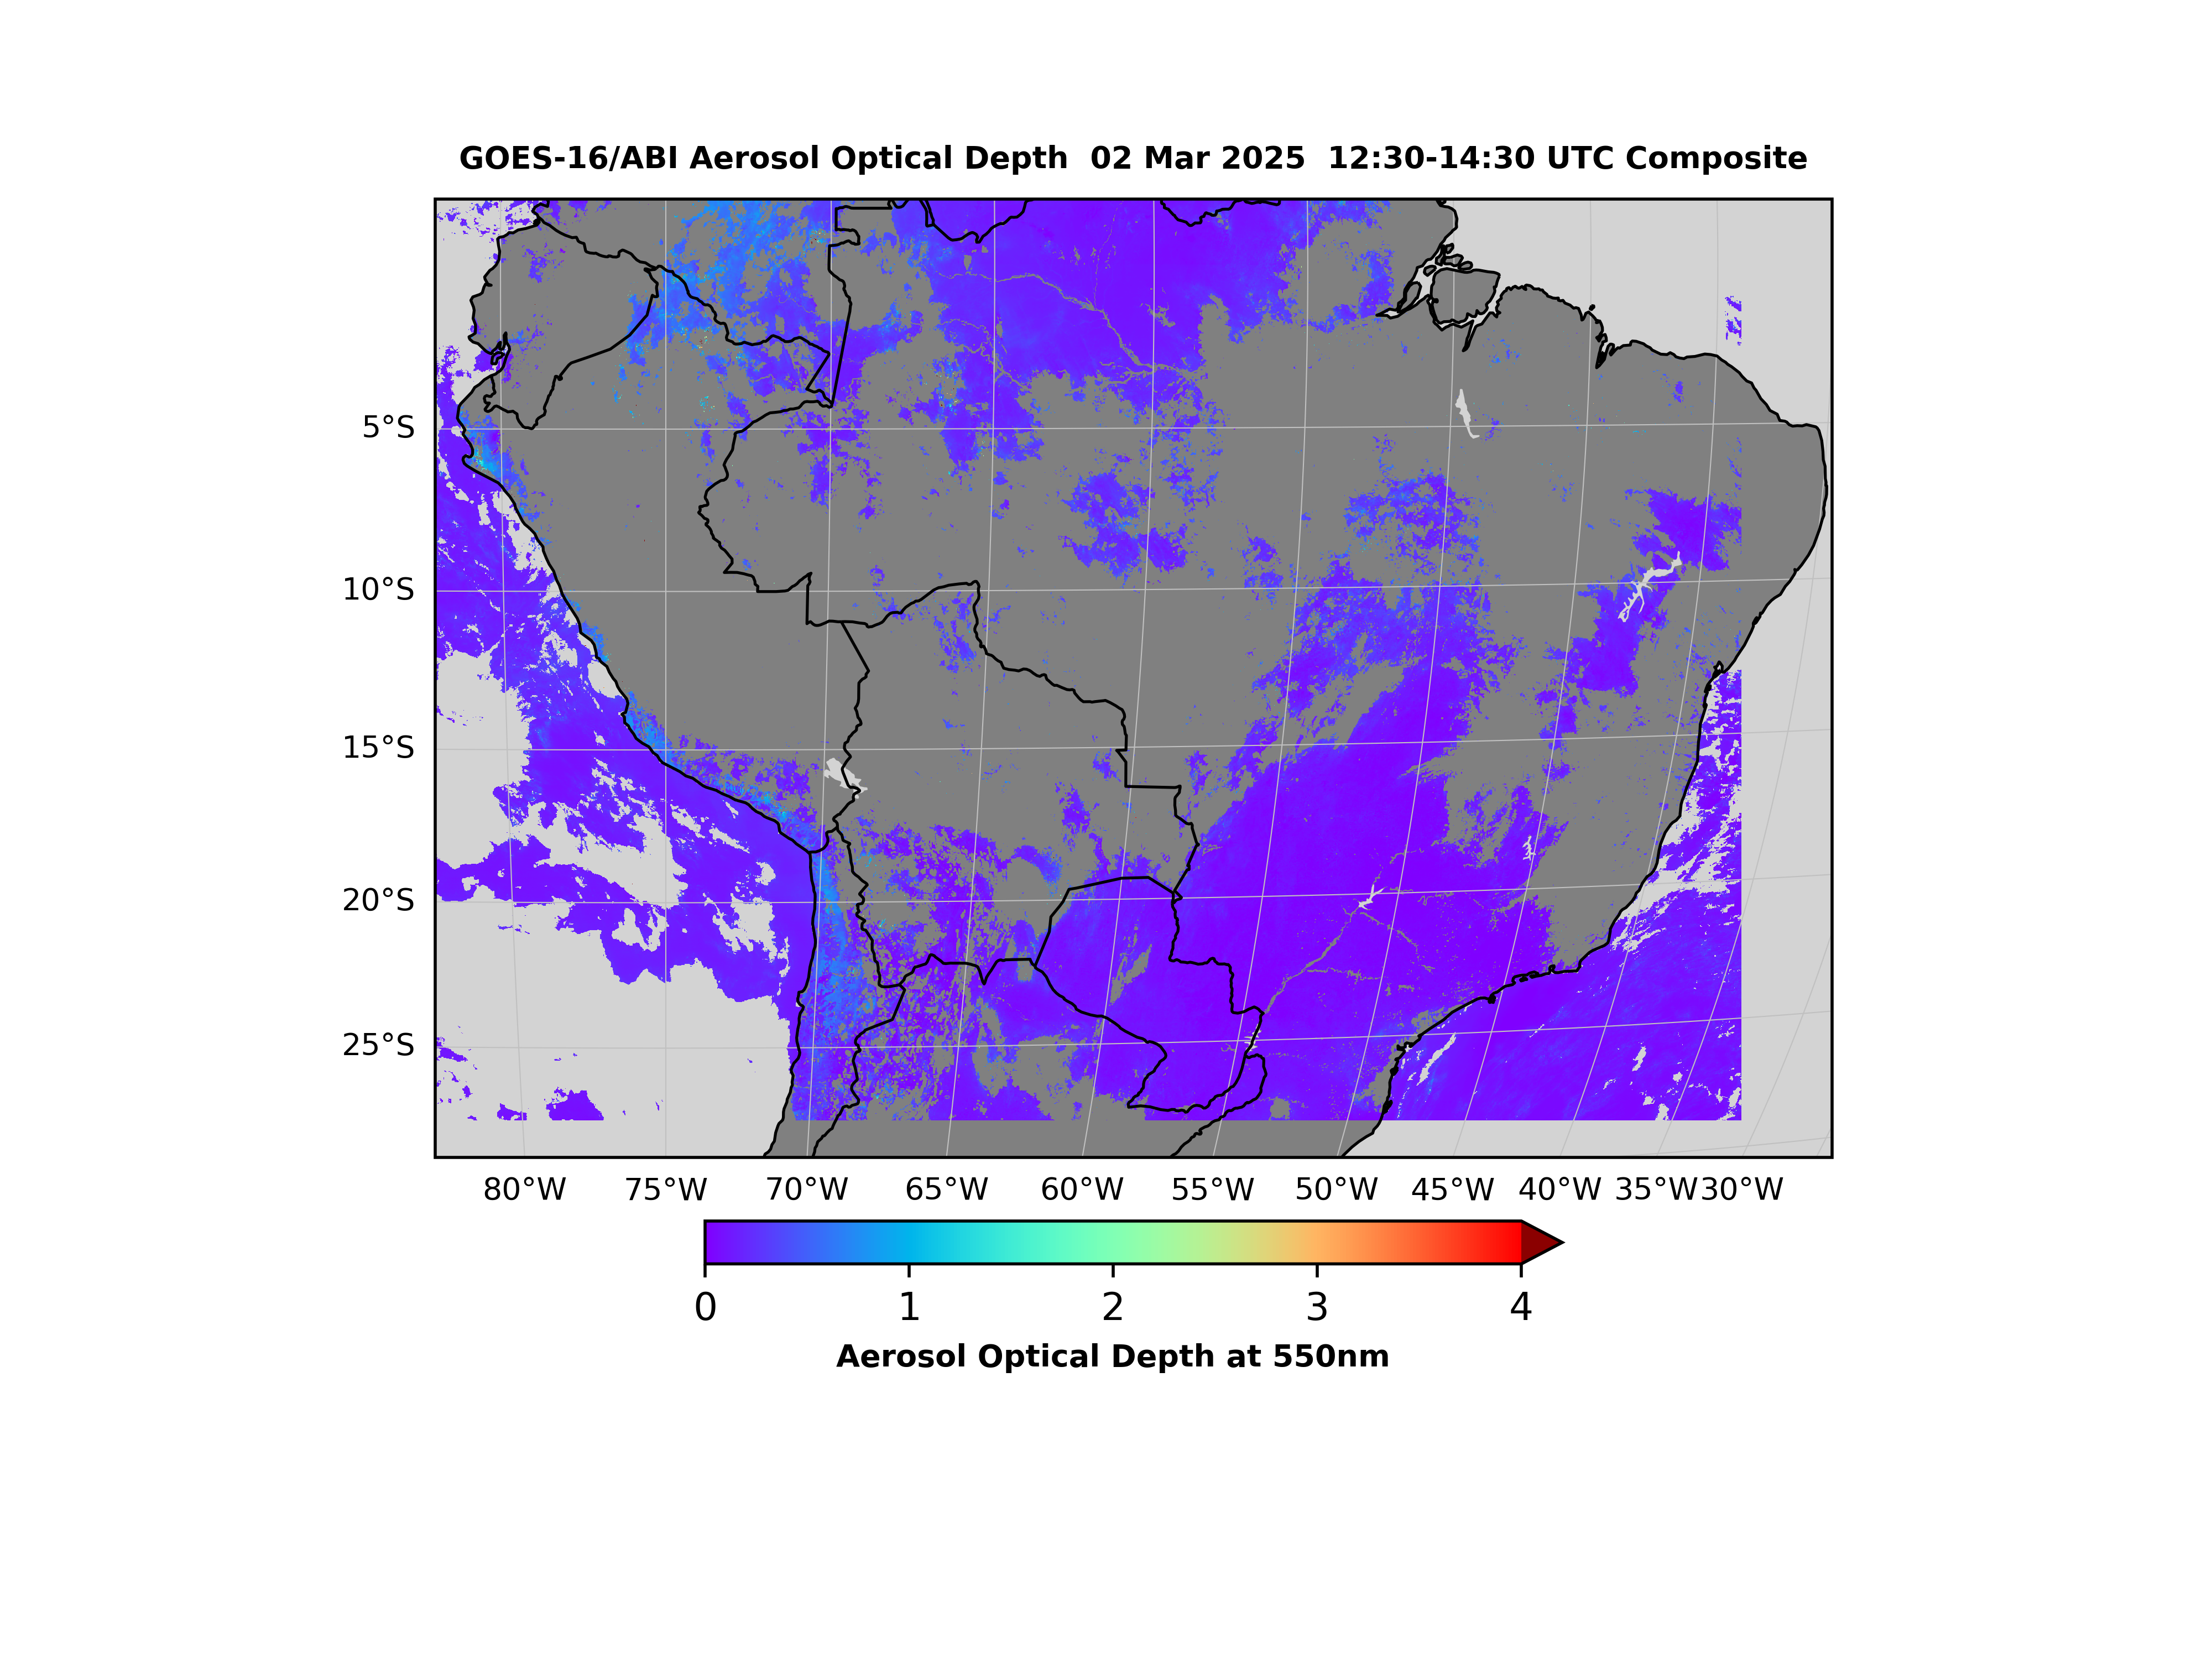 GOES-16/ABI Aerosol Optical Depth  02 Mar 2025  12:30-14:30 UTC Composite
5°S
10°S
15°S
20°S
25°S
80°W 75°W 70°W 65°W 60°W 55°W 50°W 45°W 40°W 35°W 30°W
0 1 2 3 4
Aerosol Optical Depth at 550nm